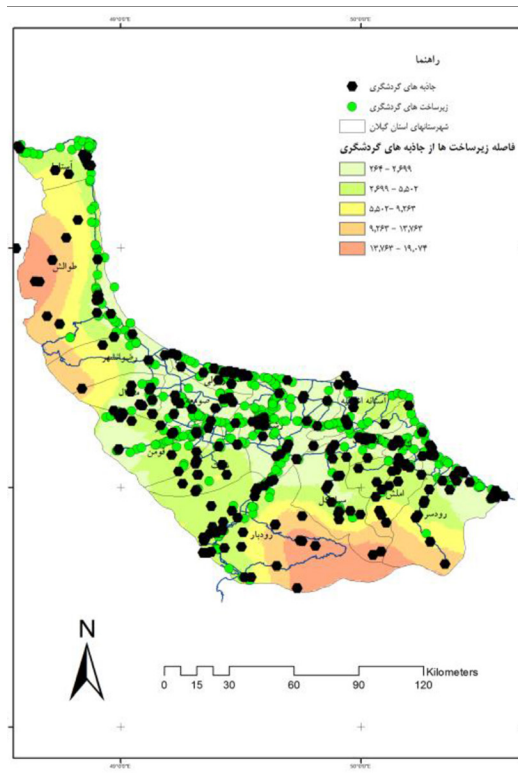 راهنما
جاذبه های گردشگری
زیرساخت های گردشگری
شهرستانهای استان گیلان
فاصله زیرساخت ها از جاذبه های گردشگری
۲۶۴ - ۲,۶۹۹
۲,۶۹۹ - ۵,۵۰۲
۵,۵۰۲ - ۹,۲۶۳
۹,۲۶۳ - ۱۳,۷۶۳
۱۳,۷۶۳ - ۱۹,۰۷۴
طوالش
رضوانشهر
آستانه اشرفیه
فومن
املش
رودسر
رودبار
N
Kilometers
0 15 30 60 90 120